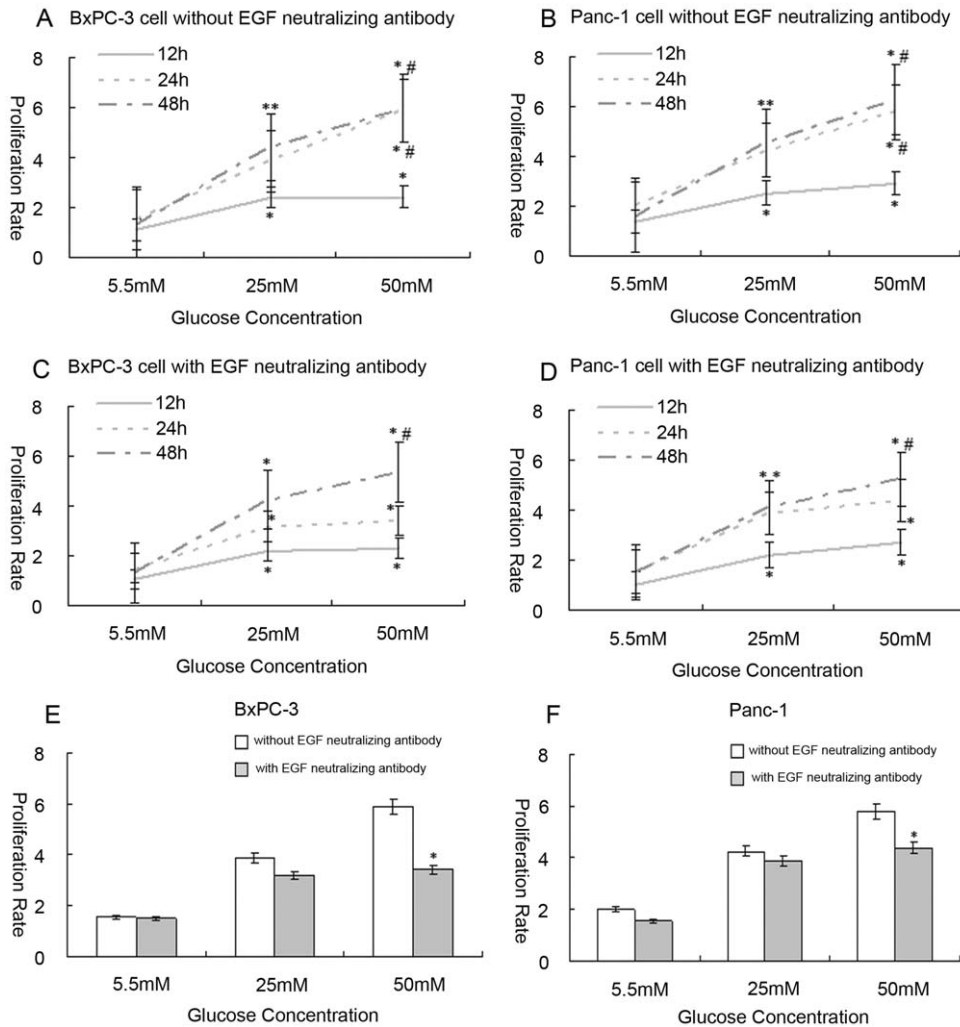 A BxPC-3 cell without EGF neutralizing antibody
12h
24h
48h
8
6
4
2
0
Proliferation Rate
* #
**
* #
*
*
5.5mM 25mM 50mM
Glucose Concentration
B Panc-1 cell without EGF neutralizing antibody
12h
24h
48h
8
6
4
2
0
Proliferation Rate
* #
**
* #
*
*
5.5mM 25mM 50mM
Glucose Concentration
C BxPC-3 cell with EGF neutralizing antibody
12h
24h
48h
8
6
4
2
0
Proliferation Rate
* #
*
*
*
*
*
5.5mM 25mM 50mM
Glucose Concentration
D Panc-1 cell with EGF neutralizing antibody
12h
24h
48h
8
6
4
2
0
Proliferation Rate
* #
* *
*
*
*
5.5mM 25mM 50mM
Glucose Concentration
E BxPC-3
without EGF neutralizing antibody
with EGF neutralizing antibody
8
6
4
2
0
Proliferation Rate
*
5.5mM 25mM 50mM
Glucose Concentration
F Panc-1
without EGF neutralizing antibody
with EGF neutralizing antibody
8
6
4
2
0
Proliferation Rate
*
5.5mM 25mM 50mM
Glucose Concentration